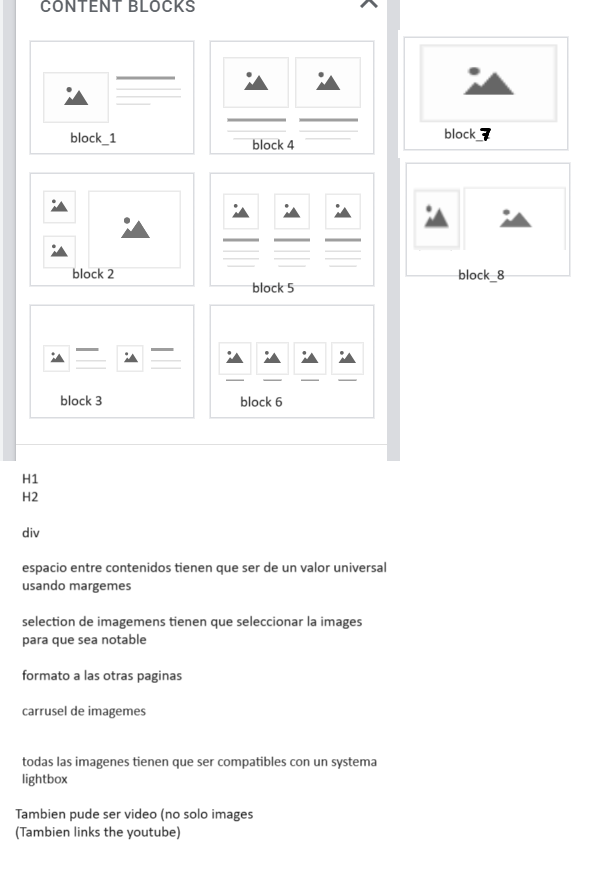 CONTENT BLOCKS
block_1
block 4
block_7
block 2
block 5
block_8
block 3
block 6
H1
H2
div
espacio entre contenidos tienen que ser de un valor universal
usando margemes
selection de imagemens tienen que seleccionar la images
para que sea notable
formato a las otras paginas
carrusel de imagemes
todas las imagenes tienen que ser compatibles con un systema
lightbox
Tambien pude ser video (no solo images
(Tambien links the youtube)